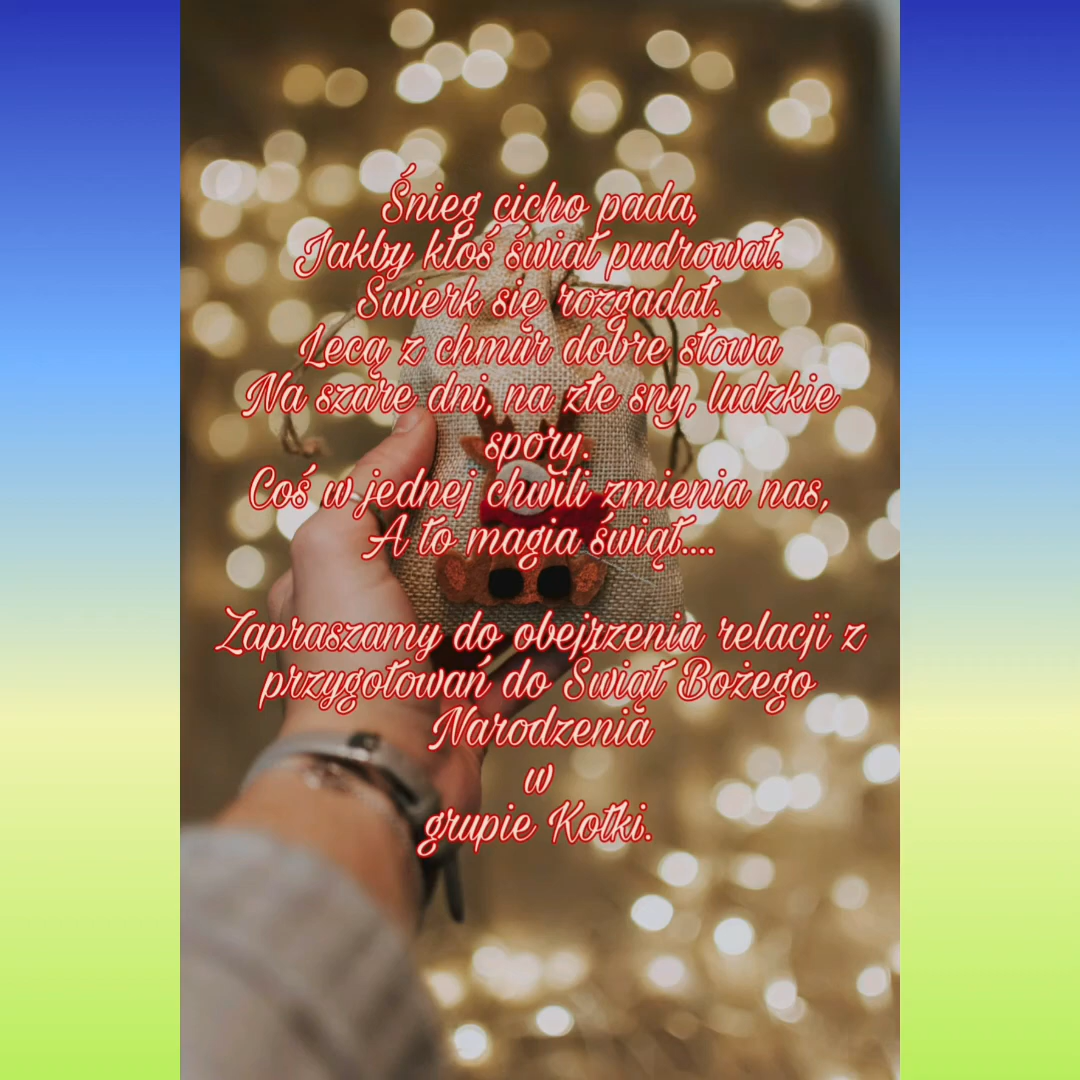 Śnieg cicho pada,
Jakby ktoś świat pudrował.
Świerk się rozgadał.
Lecą z chmur dobre słowa
Na szare dni, na złe sny, ludzkie
spory.
Coś w jednej chwili zmienia nas,
A to magia świąt....
Zapraszamy do obejrzenia relacji z
przygotowań do Świąt Bożego
Narodzenia
w
grupie Kotki.